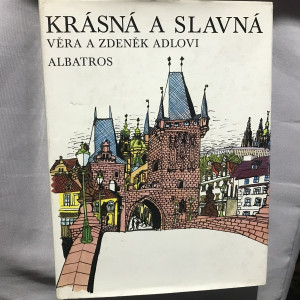 KRÁSNÁ A SLAVNÁ
VĚRA A ZDENĚK ADLOVI
ALBATROS